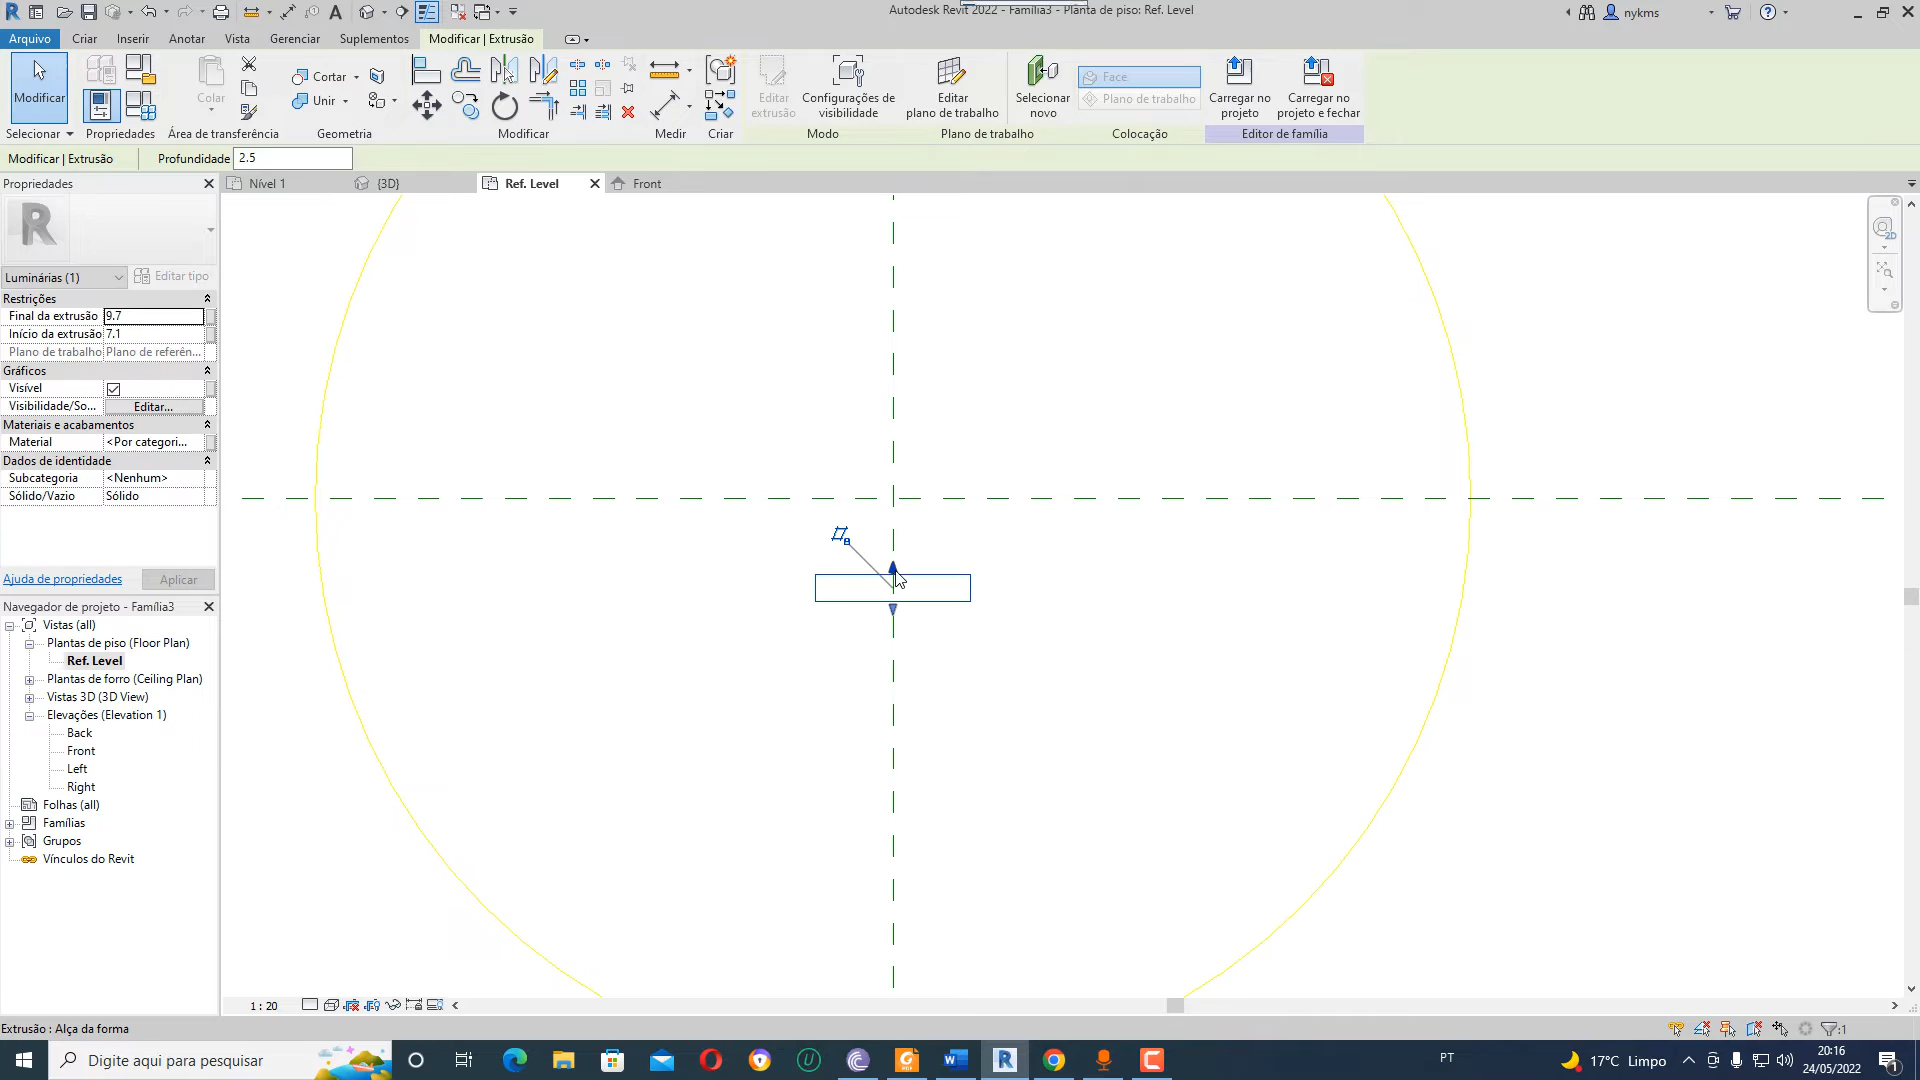 Autodesk Revit 2022 - Família3 - Planta de piso: Ref. Level
nykms
Arquivo Criar Inserir Anotar Vista Gerenciar Suplementos Modificar | Extrusão
Modificar
Colar
Cortar
Unir
Editar extrusão
Configurações de visibilidade
Editar plano de trabalho
Selecionar novo
Face
Plano de trabalho
Carregar no projeto
Carregar no projeto e fechar
Selecionar Propriedades Área de transferência Geometria Modificar Medir Criar Modo Plano de trabalho Colocação Editor de família
Modificar | Extrusão Profundidade 2.5
Propriedades
Nível 1 {3D} Ref. Level Front
Luminárias (1) Editar tipo
Restrições
Final da extrusão 9.7
Início da extrusão 7.1
Plano de trabalho Plano de referên...
Gráficos
Visível
Visibilidade/So... Editar...
Materiais e acabamentos
Material <Por categori...
Dados de identidade
Subcategoria <Nenhum>
Sólido/Vazio Sólido
Ajuda de propriedades Aplicar
Navegador de projeto - Família3
Vistas (all)
Plantas de piso (Floor Plan)
Ref. Level
Plantas de forro (Ceiling Plan)
Vistas 3D (3D View)
Elevações (Elevation 1)
Back
Front
Left
Right
Folhas (all)
Famílias
Grupos
Vínculos do Revit
1 : 20
Extrusão : Alça da forma
:1
Digite aqui para pesquisar
PT
17°C Limpo
20:16
24/05/2022